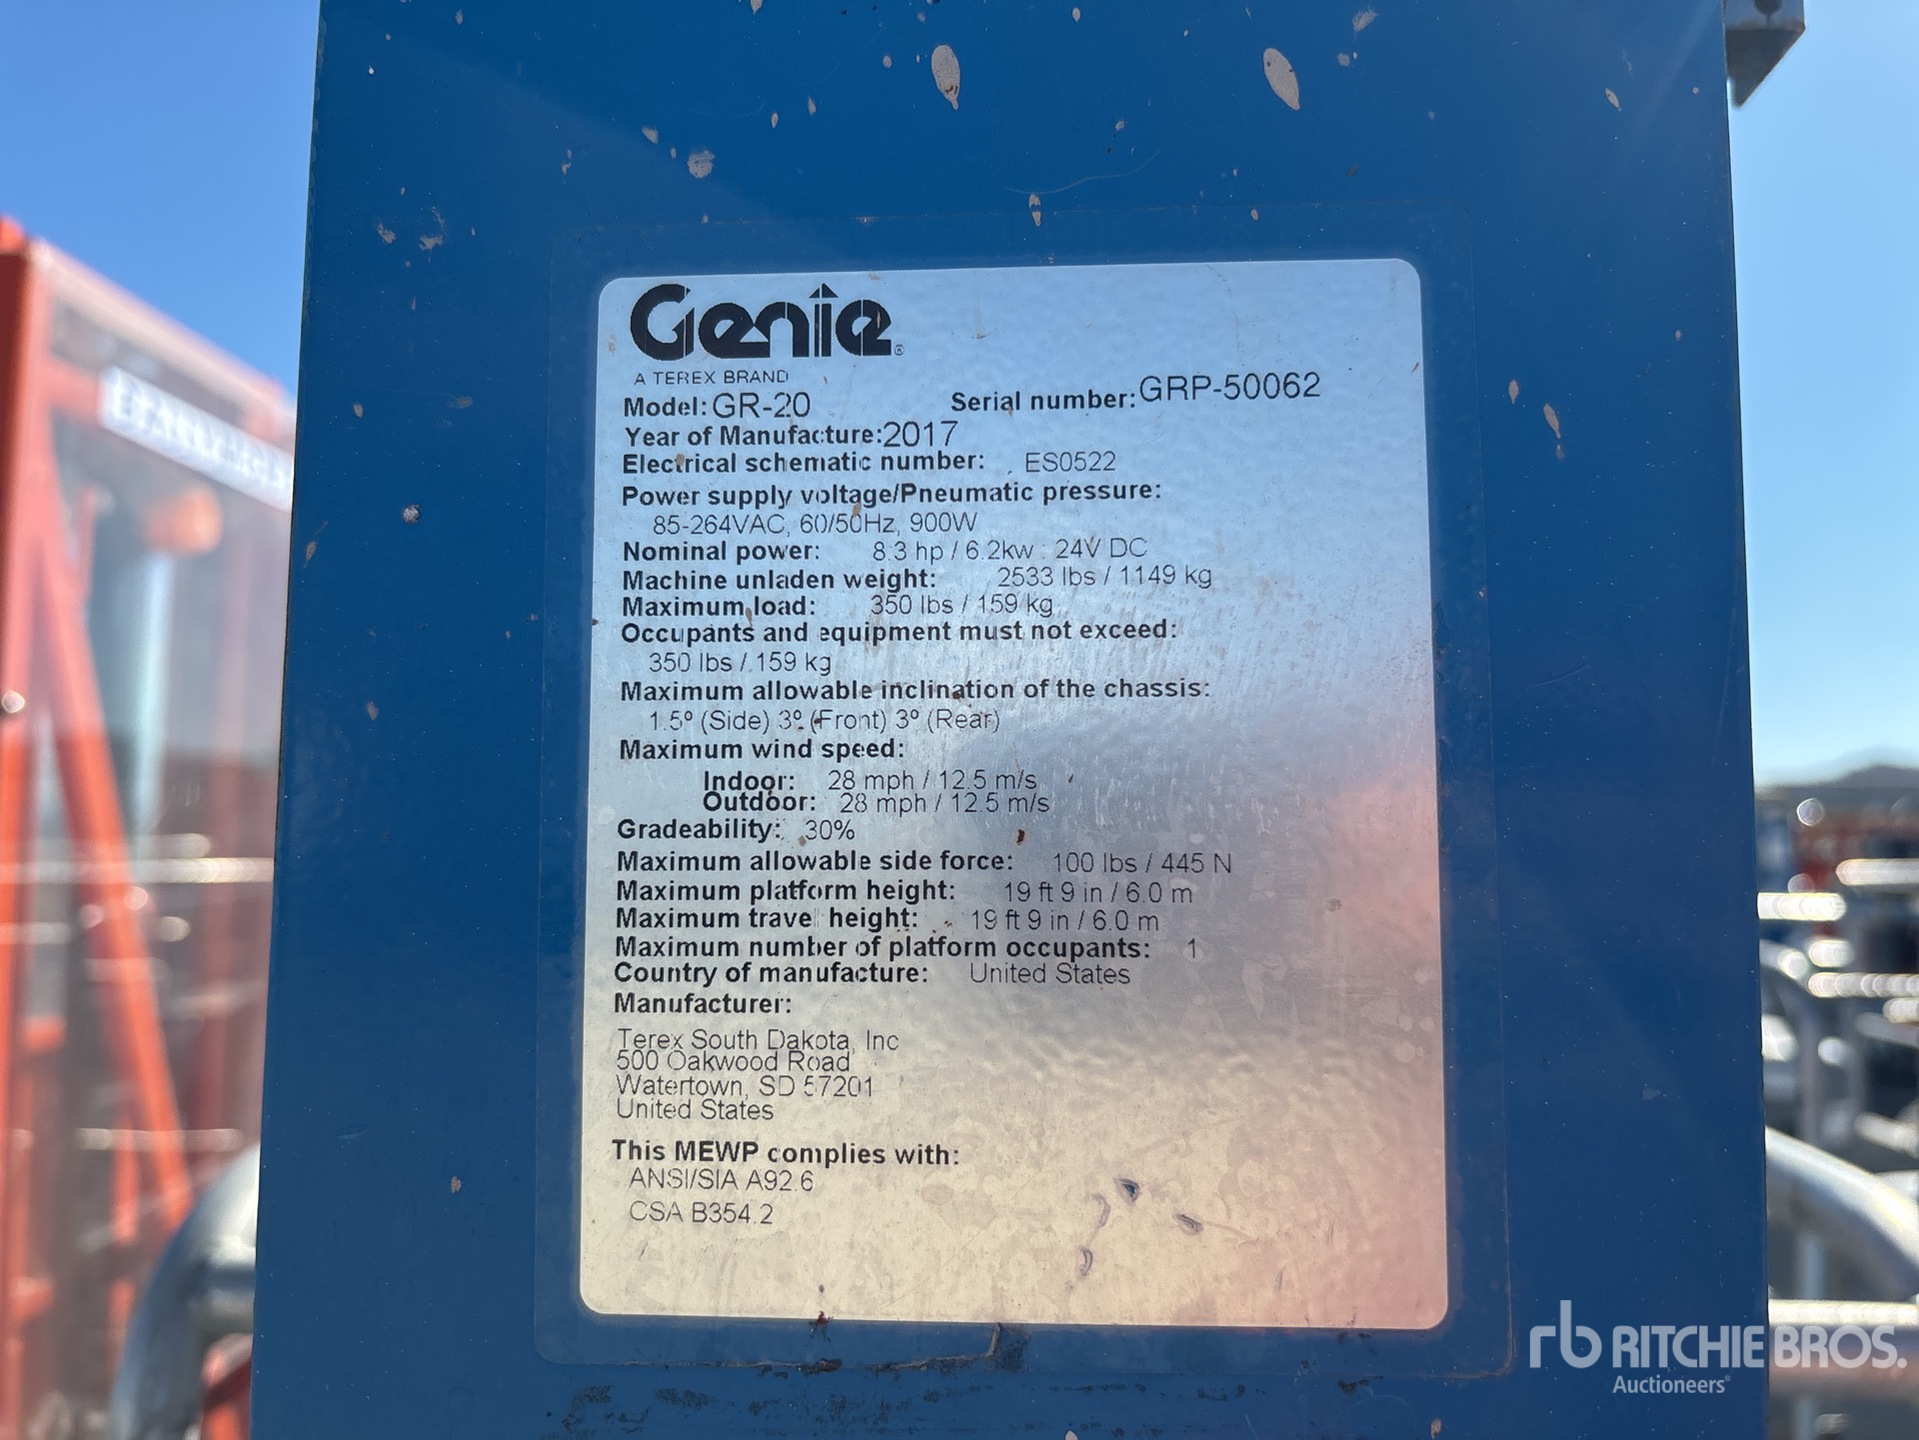 Genie®
A TEREX BRAND
Model: GR-20 Serial number: GRP-50062
Year of Manufacture: 2017
Electrical schematic number: ES0522
Power supply voltage/Pneumatic pressure:
85-264VAC, 60/50Hz, 900W
Nominal power: 8.3 hp / 6.2kw : 24V DC
Machine unladen weight: 2533 lbs / 1149 kg
Maximum load: 350 lbs / 159 kg
Occupants and equipment must not exceed:
350 lbs / 159 kg
Maximum allowable inclination of the chassis:
1.5° (Side) 3° (Front) 3° (Rear)
Maximum wind speed:
Indoor: 28 mph / 12.5 m/s
Outdoor: 28 mph / 12.5 m/s
Gradeability: 30%
Maximum allowable side force: 100 lbs / 445 N
Maximum platform height: 19 ft 9 in / 6.0 m
Maximum travel height: 19 ft 9 in / 6.0 m
Maximum number of platform occupants: 1
Country of manufacture: United States
Manufacturer:
Terex South Dakota, Inc
500 Oakwood Road
Watertown, SD 57201
United States
This MEWP complies with:
ANSI/SIA A92.6
CSA B354.2
rb RITCHIE BROS.
Auctioneers®